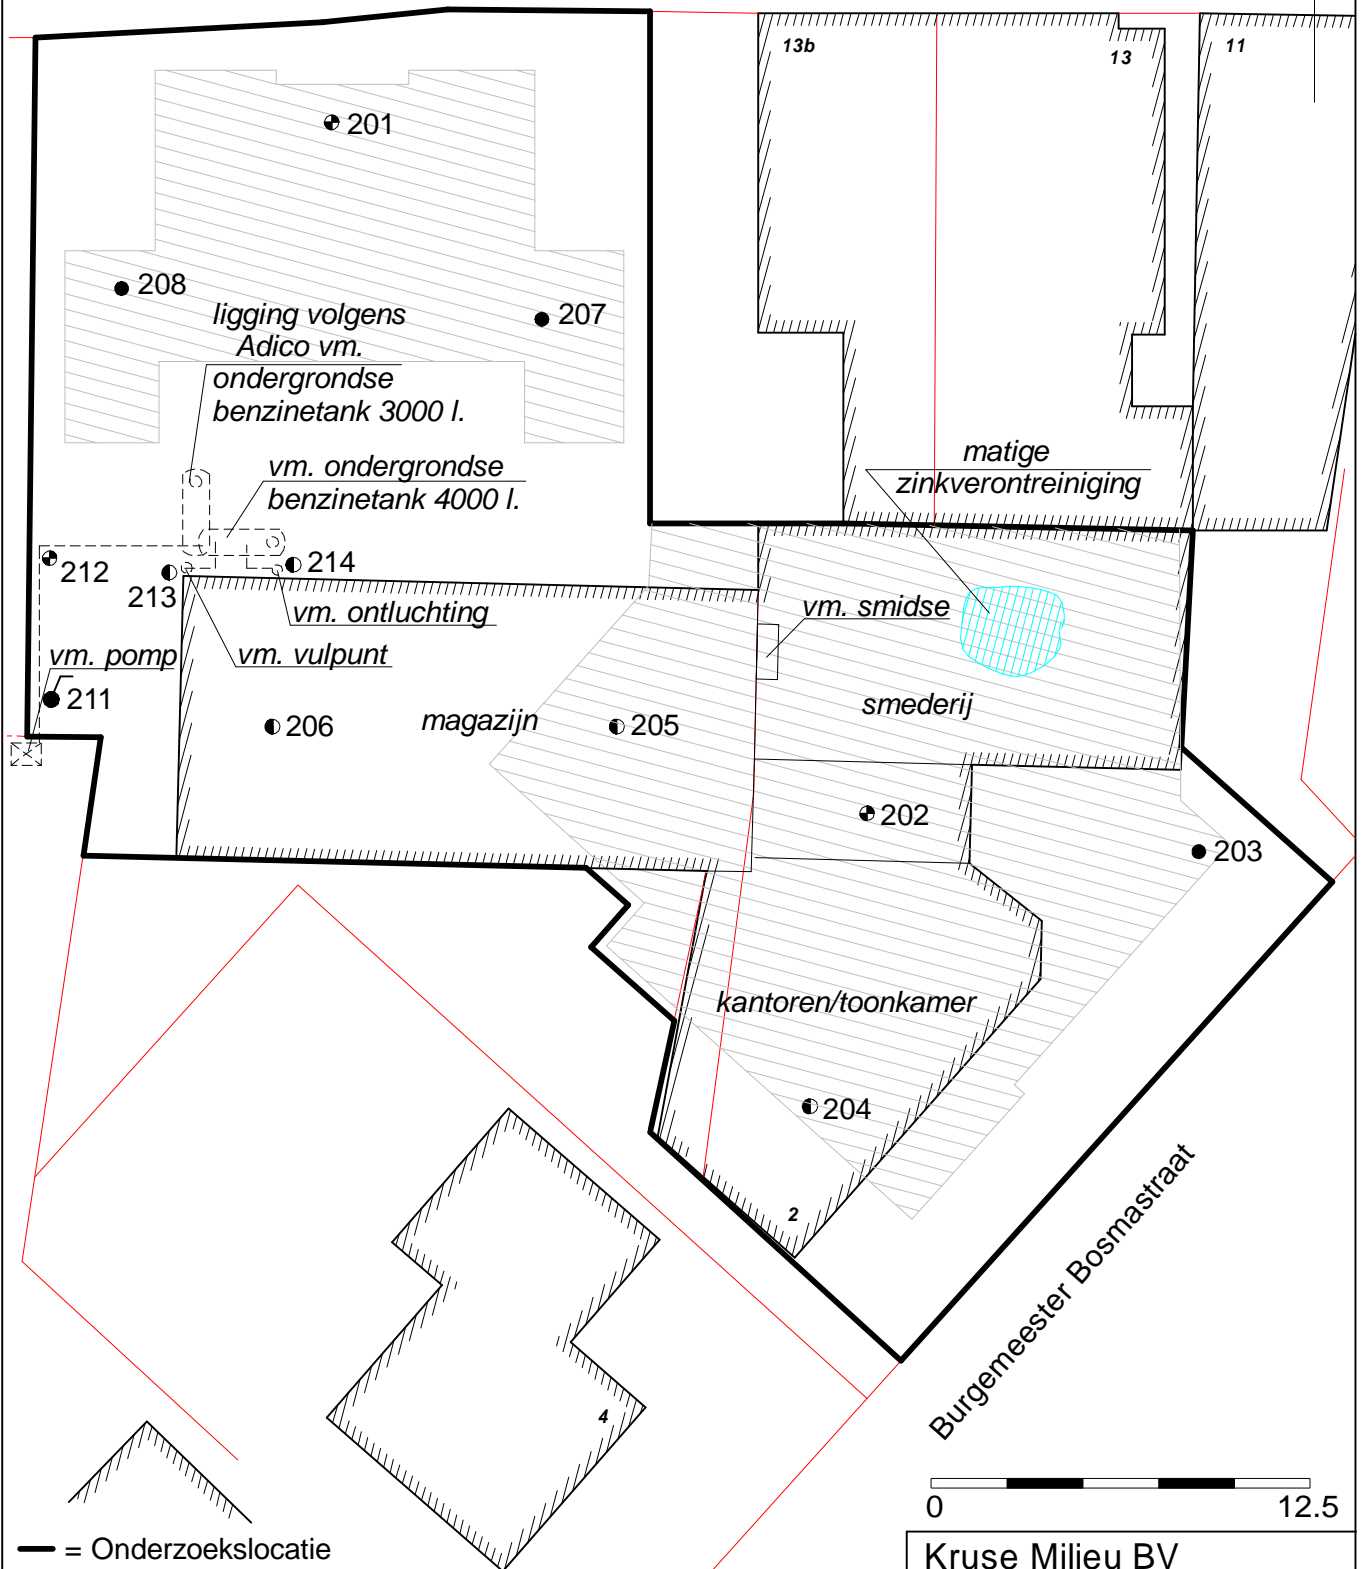 13b
13
11
201
208
207
ligging volgens
Adico vm.
ondergrondse
benzinetank 3000 l.
vm. ondergrondse
benzinetank 4000 l.
matige
zinkverontreiniging
212
213
214
vm. ontluchting
vm. smidse
vm. pomp
vm. vulpunt
211
206
magazijn
205
smederij
202
203
kantoren/toonkamer
204
2
Burgemeester Bosmastraat
4
0
12.5
= Onderzoekslocatie
Kruse Milieu BV